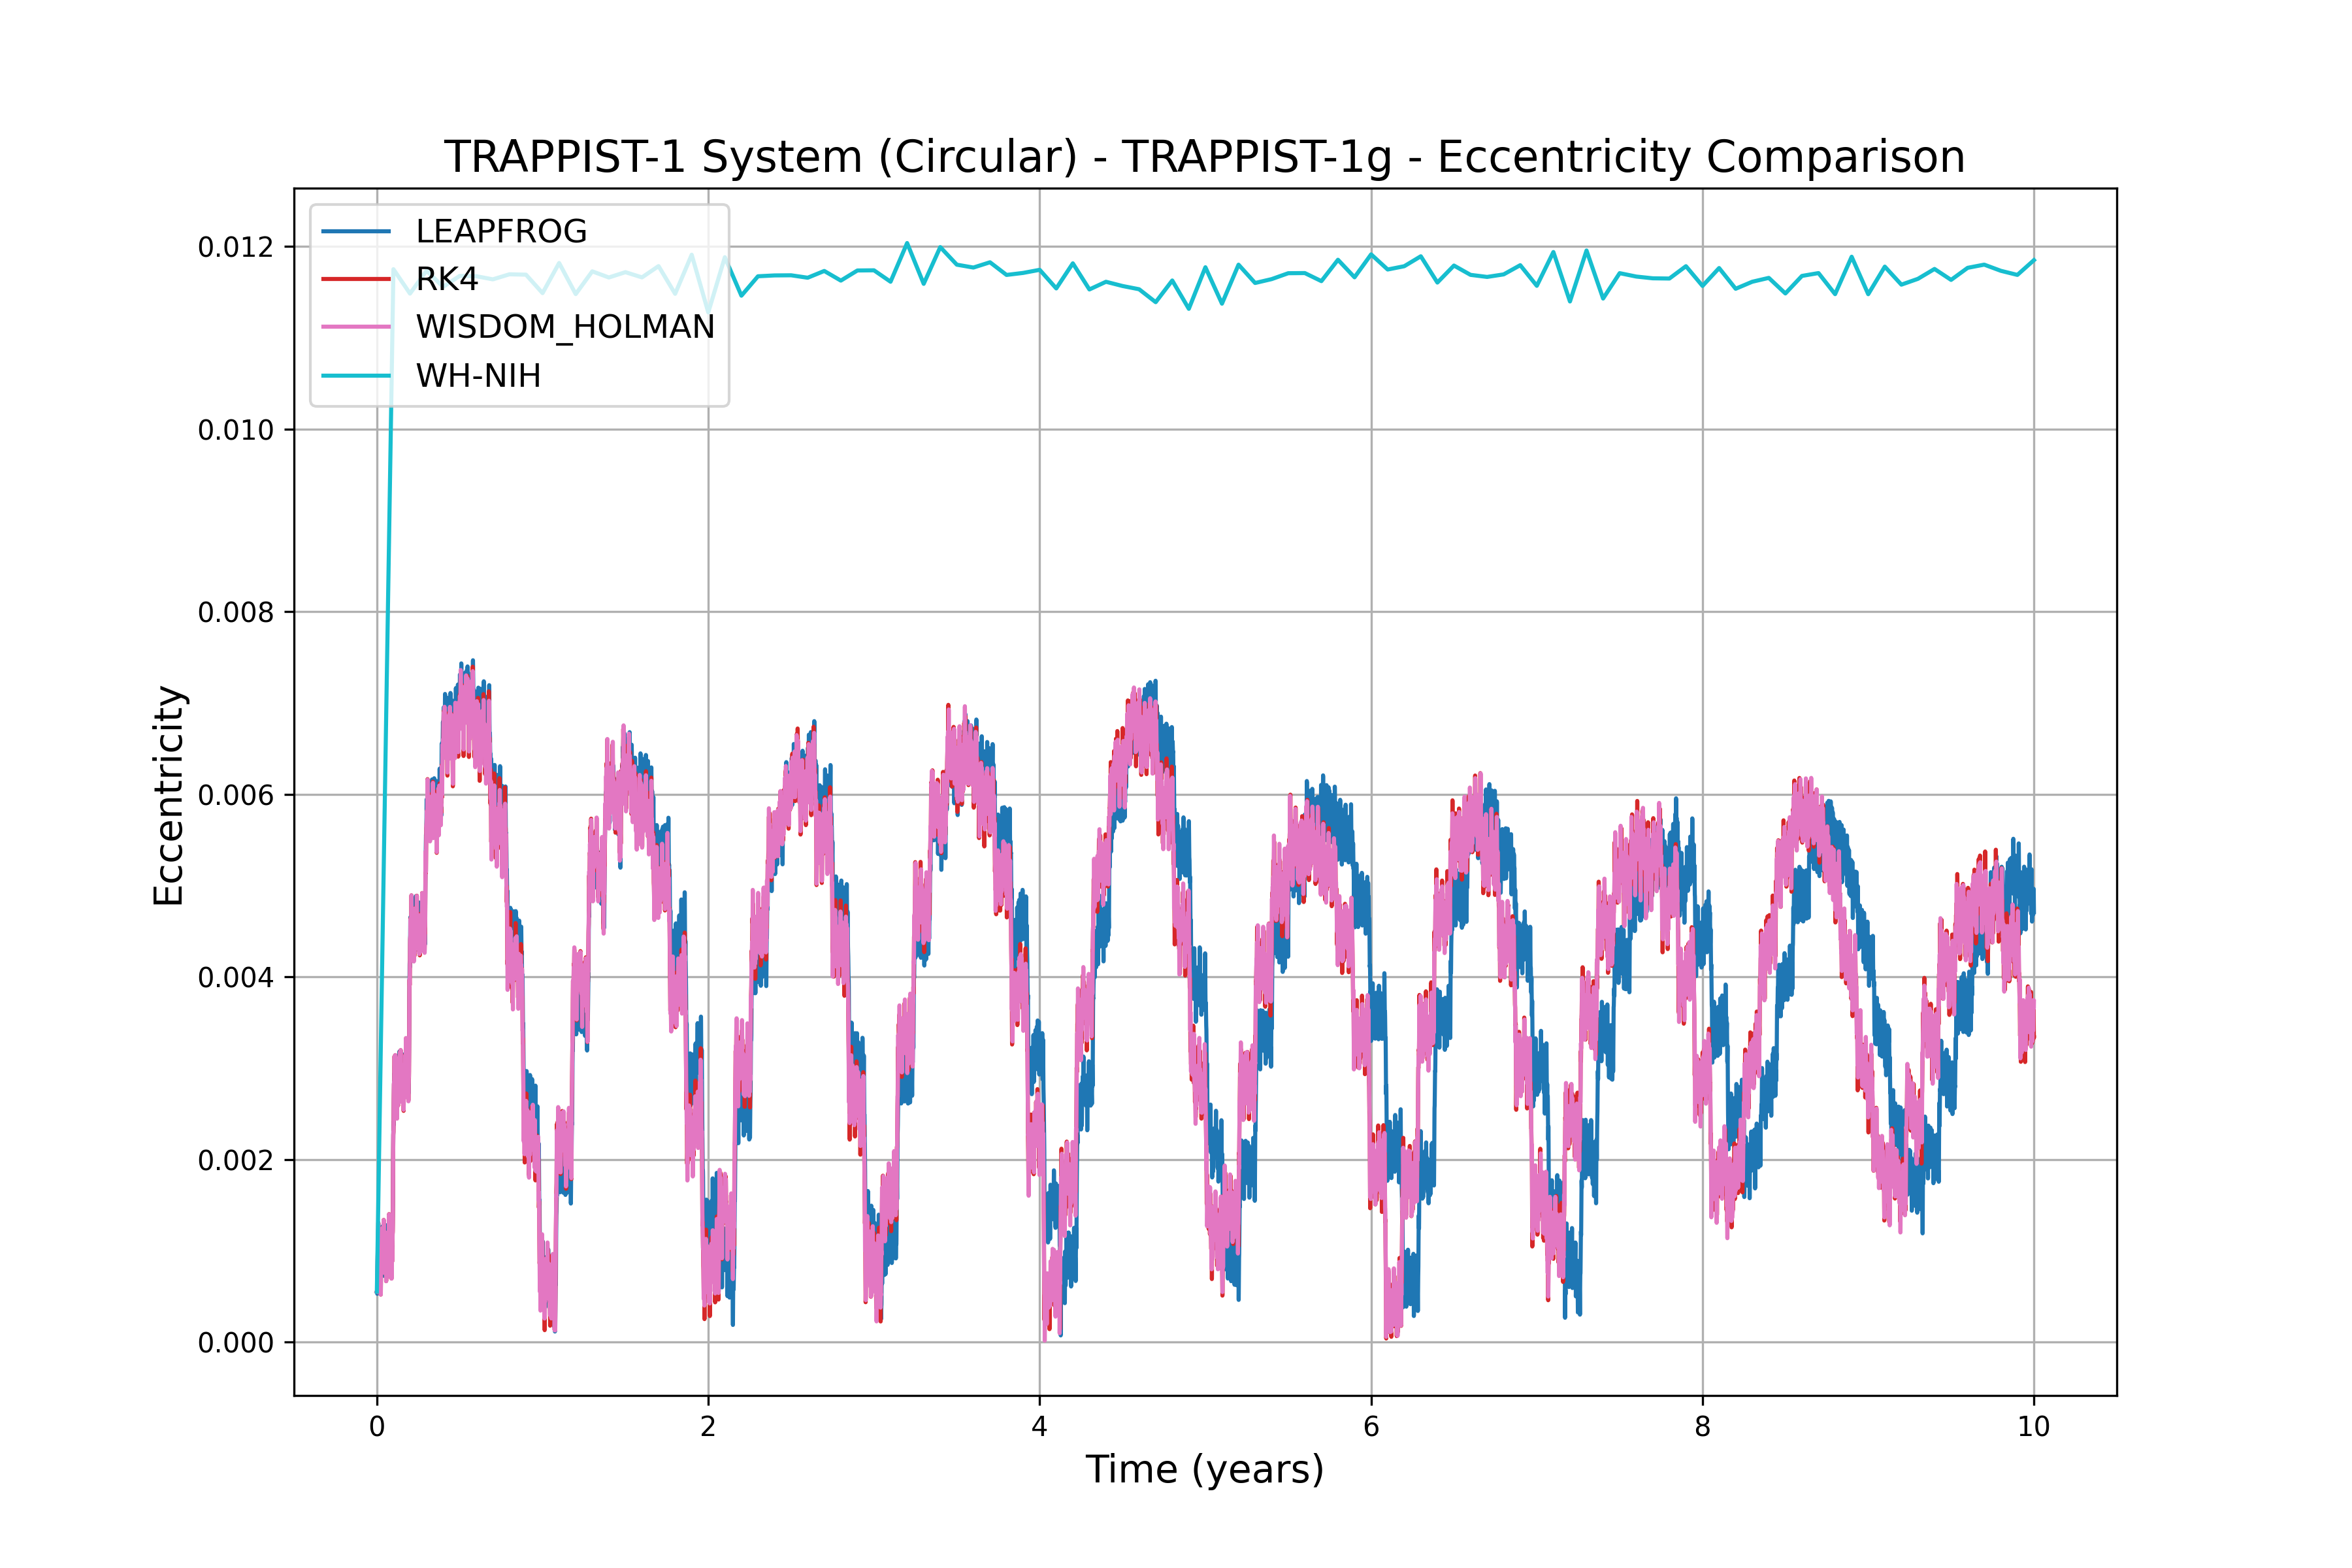 TRAPPIST-1 System (Circular) - TRAPPIST-1g - Eccentricity Comparison
LEAPFROG
RK4
WISDOM_HOLMAN
WH-NIH
Eccentricity
0.012
0.010
0.008
0.006
0.004
0.002
0.000
0 2 4 6 8 10
Time (years)